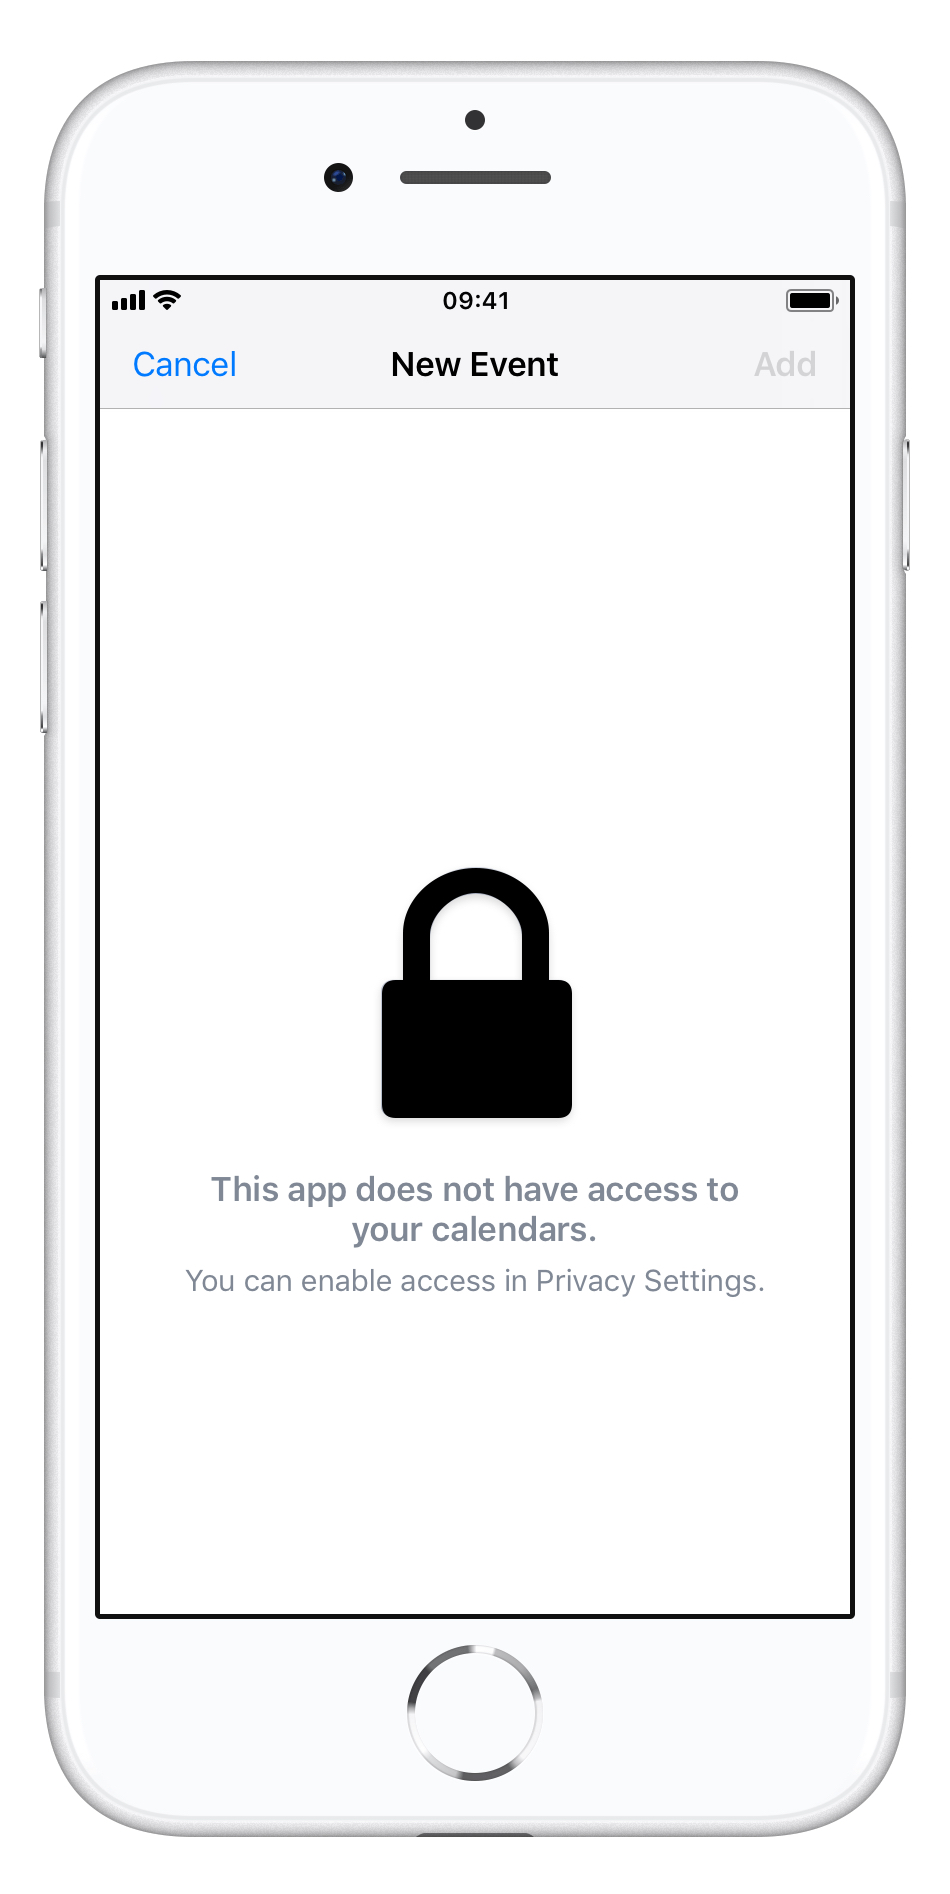 09:41
Cancel New Event Add
This app does not have access to
your calendars.
You can enable access in Privacy Settings.